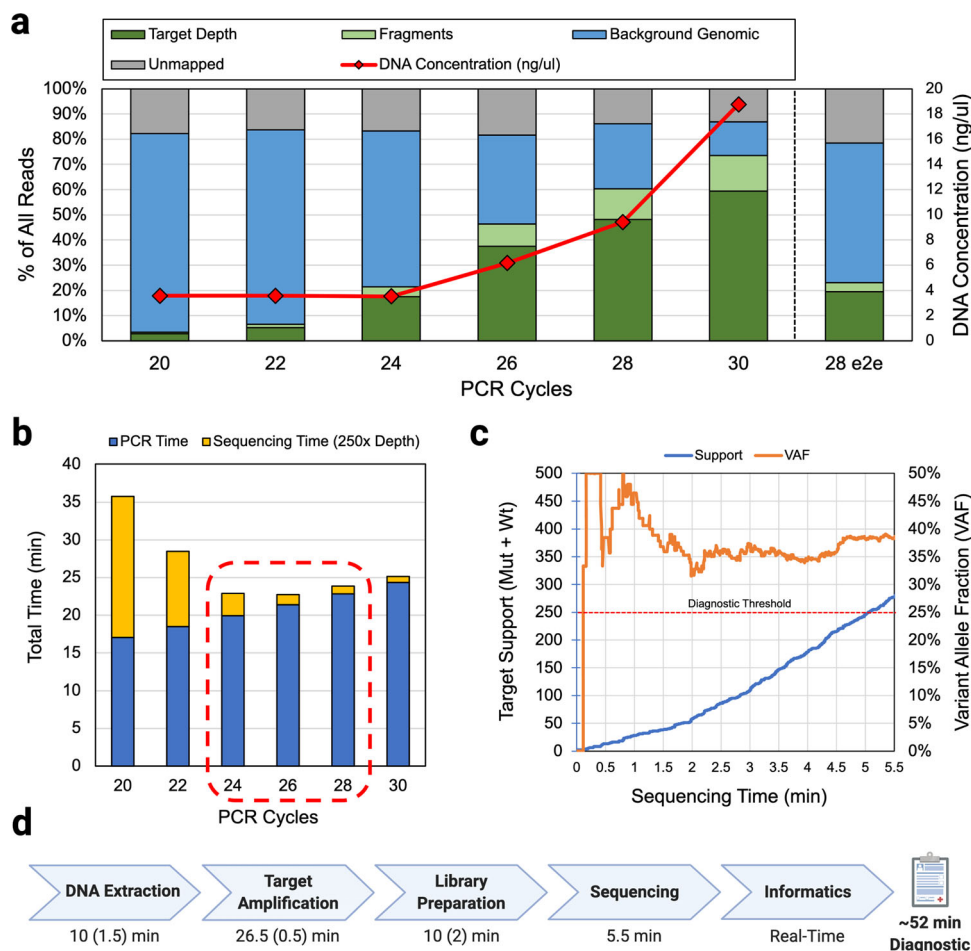 a
Target Depth Fragments Background Genomic
Unmapped DNA Concentration (ng/ul)
100%
90%
80%
70%
60%
50%
40%
30%
20%
10%
0%
% of All Reads
20
18
16
14
12
10
8
6
4
2
0
DNA Concentration (ng/ul)
20 22 24 26 28 30 28 e2e
PCR Cycles
b
PCR Time Sequencing Time (250x Depth)
40
35
30
25
20
15
10
5
0
Total Time (min)
20 22 24 26 28 30
PCR Cycles
c
Support VAF
500
450
400
350
300
250
200
150
100
50
0
Target Support (Mut + Wt)
Diagnostic Threshold
50%
45%
40%
35%
30%
25%
20%
15%
10%
5%
0%
Variant Allele Fraction (VAF)
0 0.5 1 1.5 2 2.5 3 3.5 4 4.5 5 5.5
Sequencing Time (min)
d
DNA Extraction
10 (1.5) min
Target
Amplification
26.5 (0.5) min
Library
Preparation
10 (2) min
Sequencing
5.5 min
Informatics
Real-Time
~52 min
Diagnostic